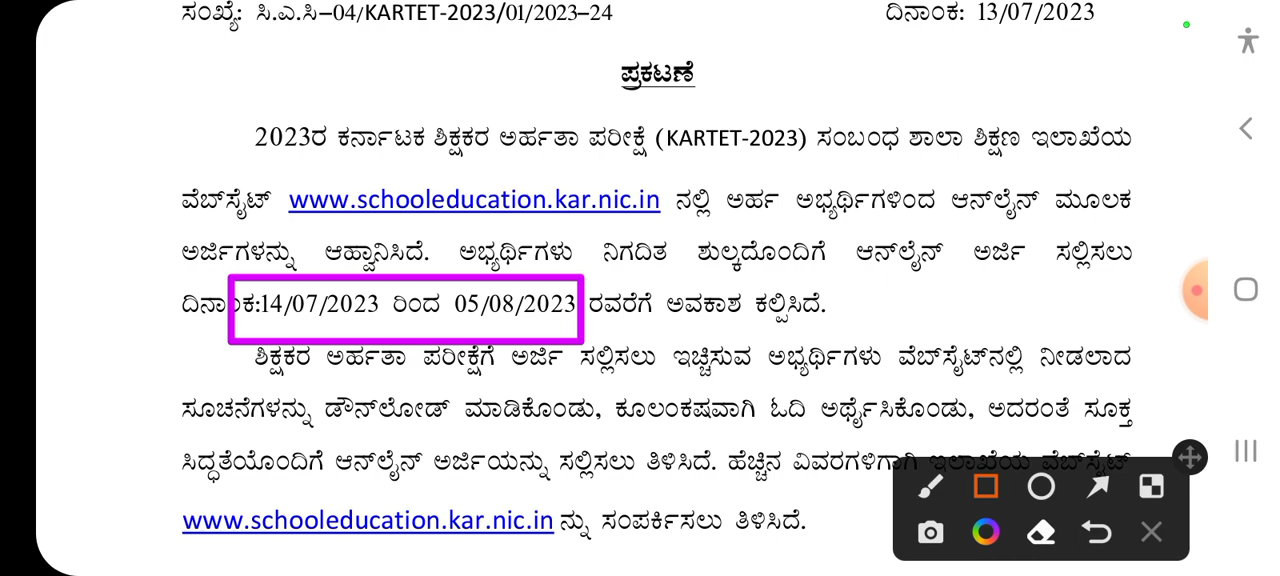 ಸಂಖ್ಯೆ: ಸಿ.ಎ.ಸಿ-04/KARTET-2023/01/2023-24 ದಿನಾಂಕ: 13/07/2023
ಪ್ರಕಟಣೆ
2023ರ ಕರ್ನಾಟಕ ಶಿಕ್ಷಕರ ಅರ್ಹತಾ ಪರೀಕ್ಷೆ (KARTET-2023) ಸಂಬಂಧ ಶಾಲಾ ಶಿಕ್ಷಣ ಇಲಾಖೆಯ
ವೆಬ್‌ಸೈಟ್ www.schooleducation.kar.nic.in ನಲ್ಲಿ ಅರ್ಹ ಅಭ್ಯರ್ಥಿಗಳಿಂದ ಆನ್‌ಲೈನ್ ಮೂಲಕ
ಅರ್ಜಿಗಳನ್ನು ಆಹ್ವಾನಿಸಿದೆ. ಅಭ್ಯರ್ಥಿಗಳು ನಿಗದಿತ ಶುಲ್ಕದೊಂದಿಗೆ ಆನ್‌ಲೈನ್ ಅರ್ಜಿ ಸಲ್ಲಿಸಲು
ದಿನಾಂಕ:14/07/2023 ರಿಂದ 05/08/2023 ರವರೆಗೆ ಅವಕಾಶ ಕಲ್ಪಿಸಿದೆ.
ಶಿಕ್ಷಕರ ಅರ್ಹತಾ ಪರೀಕ್ಷೆಗೆ ಅರ್ಜಿ ಸಲ್ಲಿಸಲು ಇಚ್ಚಿಸುವ ಅಭ್ಯರ್ಥಿಗಳು ವೆಬ್‌ಸೈಟ್‌ನಲ್ಲಿ ನೀಡಲಾದ
ಸೂಚನೆಗಳನ್ನು ಡೌನ್‌ಲೋಡ್ ಮಾಡಿಕೊಂಡು, ಕೂಲಂಕಷವಾಗಿ ಓದಿ ಅರ್ಥೈಸಿಕೊಂಡು, ಅದರಂತೆ ಸೂಕ್ತ
ಸಿದ್ಧತೆಯೊಂದಿಗೆ ಆನ್‌ಲೈನ್ ಅರ್ಜಿಯನ್ನು ಸಲ್ಲಿಸಲು ತಿಳಿಸಿದೆ. ಹೆಚ್ಚಿನ ವಿವರಗಳಿಗಾಗಿ ಇಲಾಖೆಯ ವೆಬ್‌ಸೈಟ್
www.schooleducation.kar.nic.in ನ್ನು ಸಂಪರ್ಕಿಸಲು ತಿಳಿಸಿದೆ.